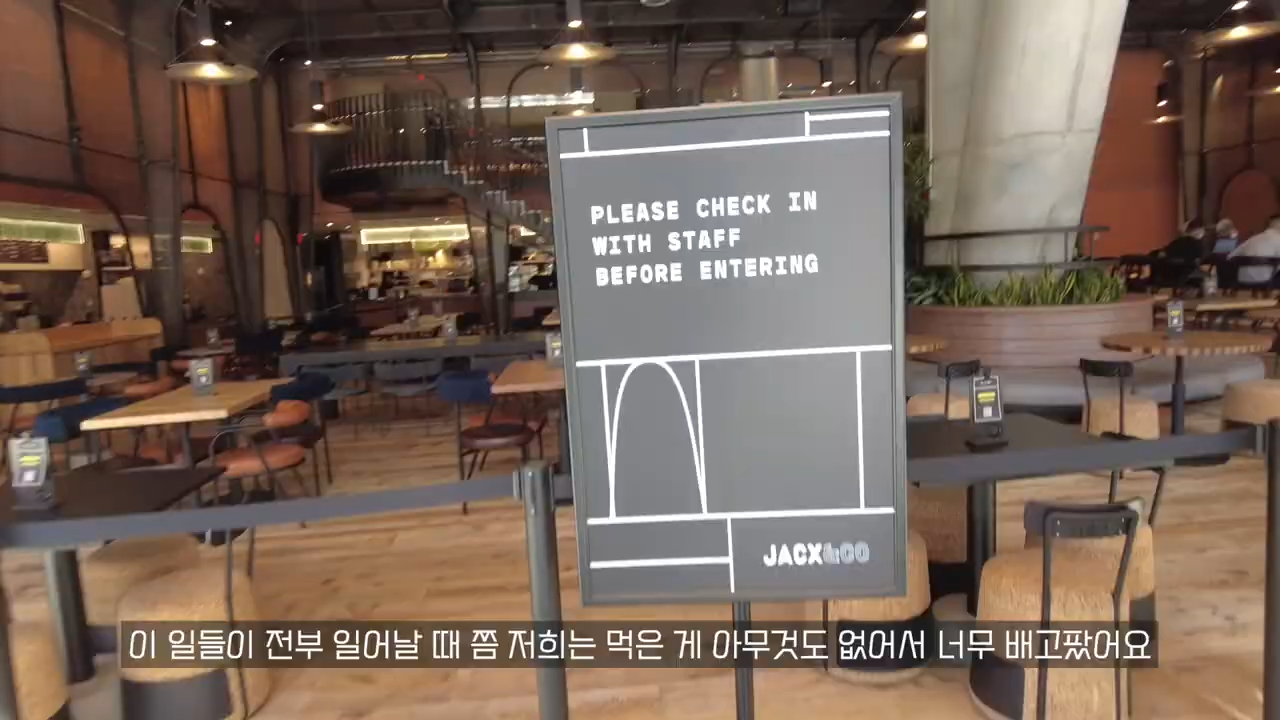 PLEASE CHECK IN
WITH STAFF
BEFORE ENTERING
JACX&CO
이 일들이 전부 일어날 때 쯤 저희는 먹은 게 아무것도 없어서 너무 배고팠어요